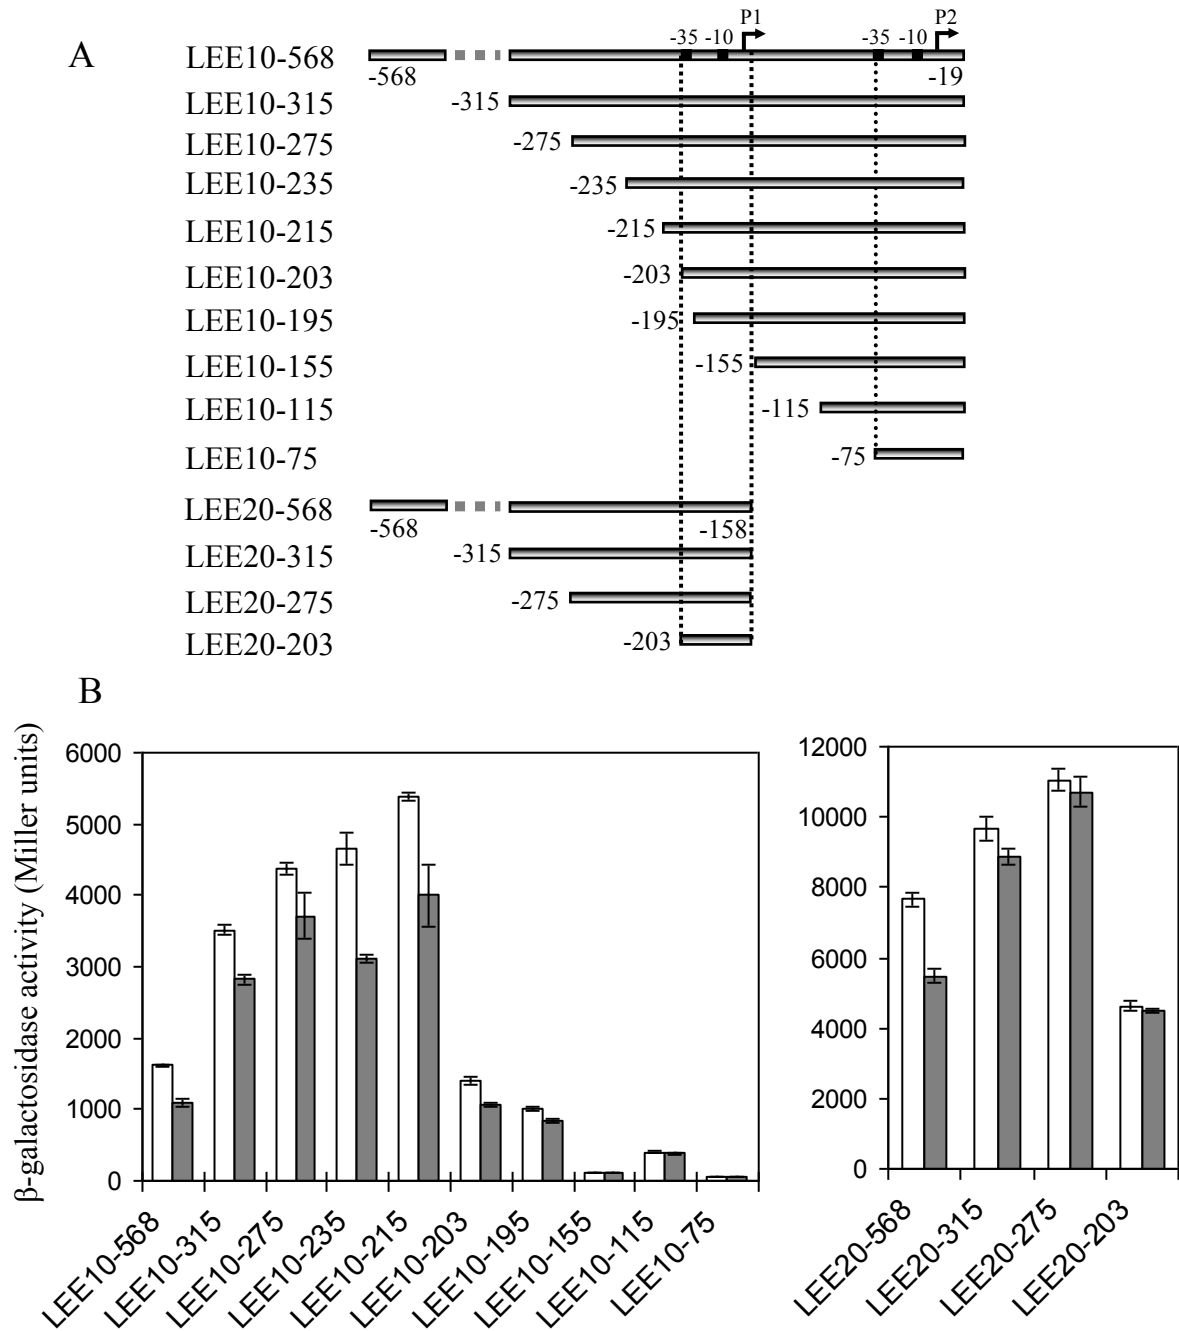 A
P1
P2
-35 -10
-35 -10
LEE10-568
-568
-19
LEE10-315
-315
LEE10-275
-275
LEE10-235
-235
LEE10-215
-215
LEE10-203
-203
LEE10-195
-195
LEE10-155
-155
LEE10-115
-115
LEE10-75
-75
LEE20-568
-568
-158
LEE20-315
-315
LEE20-275
-275
LEE20-203
-203
B
β-galactosidase activity (Miller units)
6000
5000
4000
3000
2000
1000
0
LEE10-568
LEE10-315
LEE10-275
LEE10-235
LEE10-215
LEE10-203
LEE10-195
LEE10-155
LEE10-115
LEE10-75
12000
10000
8000
6000
4000
2000
0
LEE20-568
LEE20-315
LEE20-275
LEE20-203